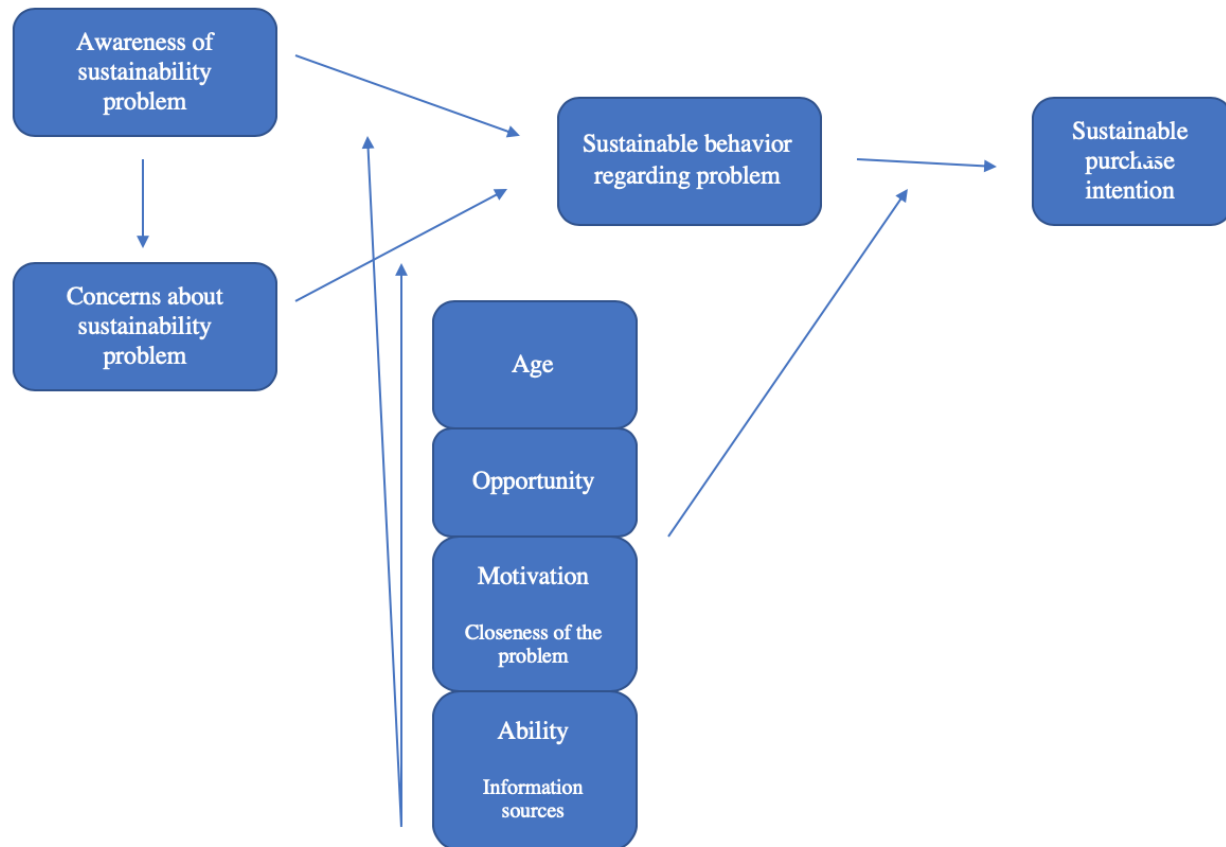 Awareness of
sustainability
problem
Sustainable behavior
regarding problem
Sustainable
purchase
intention
Concerns about
sustainability
problem
Age
Opportunity
Motivation
Closeness of the
problem
Ability
Information
sources